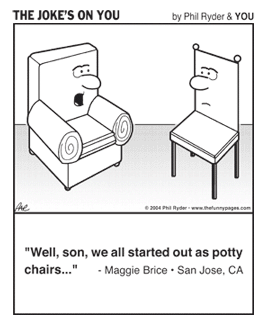 THE JOKE'S ON YOU by Phil Ryder & YOU
© 2004 Phil Ryder - www.thefunnypages.com
"Well, son, we all started out as potty
chairs..." - Maggie Brice • San Jose, CA